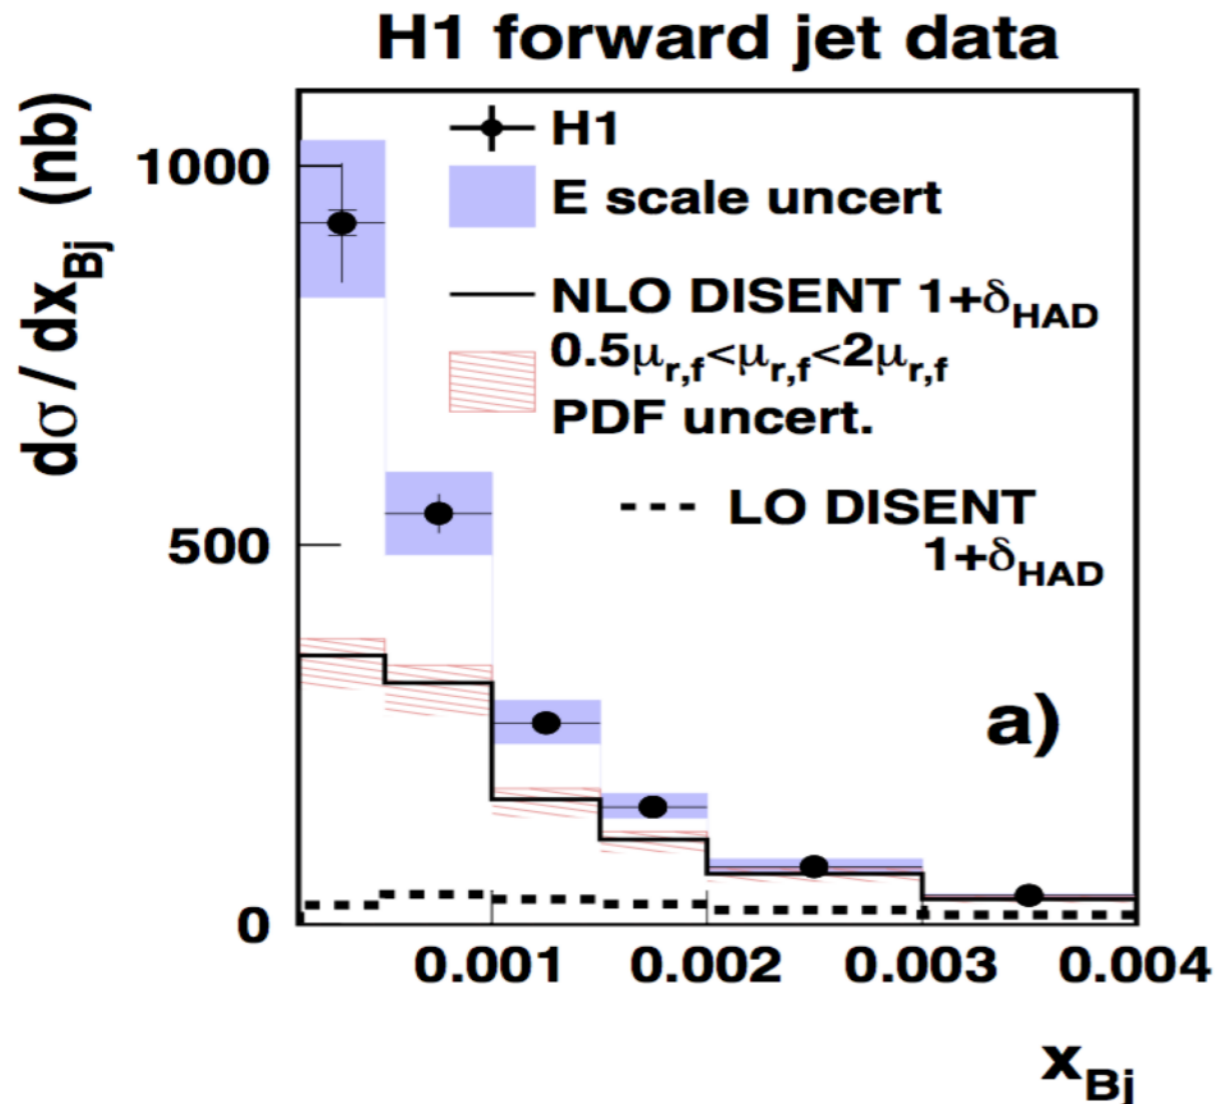 H1 forward jet data
dσ / dx_Bj (nb)
1000
500
0
H1
E scale uncert
NLO DISENT 1+δ_HAD
0.5μ_r,f<μ_r,f<2μ_r,f
PDF uncert.
LO DISENT
1+δ_HAD
a)
0.001 0.002 0.003 0.004
x_Bj